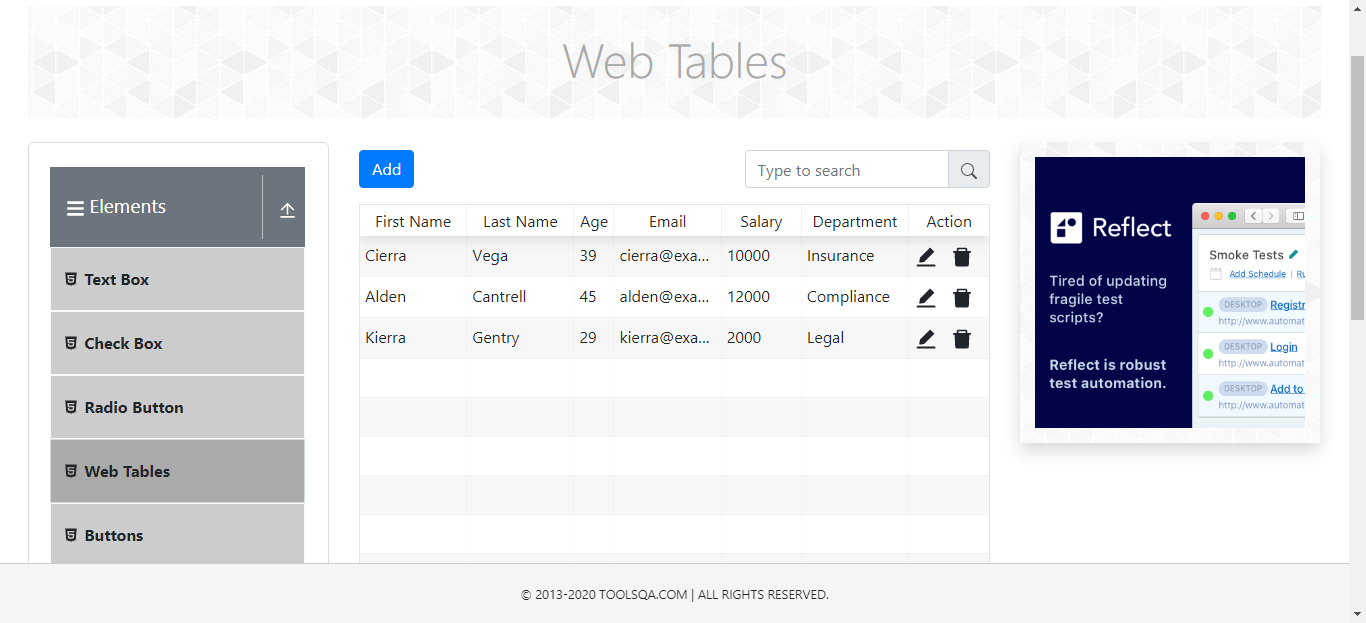 Web Tables
Elements
Text Box
Check Box
Radio Button
Web Tables
Buttons
Add
Type to search
First Name Last Name Age Email Salary Department Action
Cierra Vega 39 cierra@exa... 10000 Insurance
Alden Cantrell 45 alden@exa... 12000 Compliance
Kierra Gentry 29 kierra@exa... 2000 Legal
Reflect
Tired of updating
fragile test
scripts?
Reflect is robust
test automation.
Smoke Tests
Add Schedule | Ru
DESKTOP Registr
http://www.automat
DESKTOP Login
http://www.automat
DESKTOP Add to
http://www.automat
© 2013-2020 TOOLSQA.COM | ALL RIGHTS RESERVED.